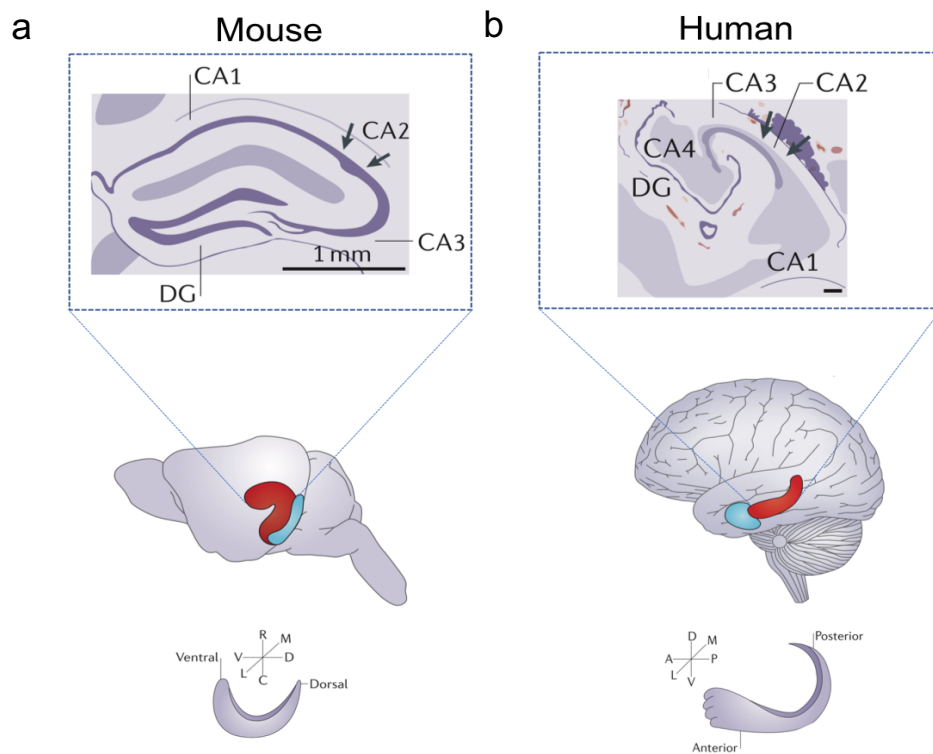 a
Mouse
CA1
CA2
CA3
1 mm
DG
R
M
Ventral
V
D
L
C
Dorsal
b
Human
CA3
CA2
CA4
DG
CA1
D
M
Posterior
A
P
L
V
Anterior